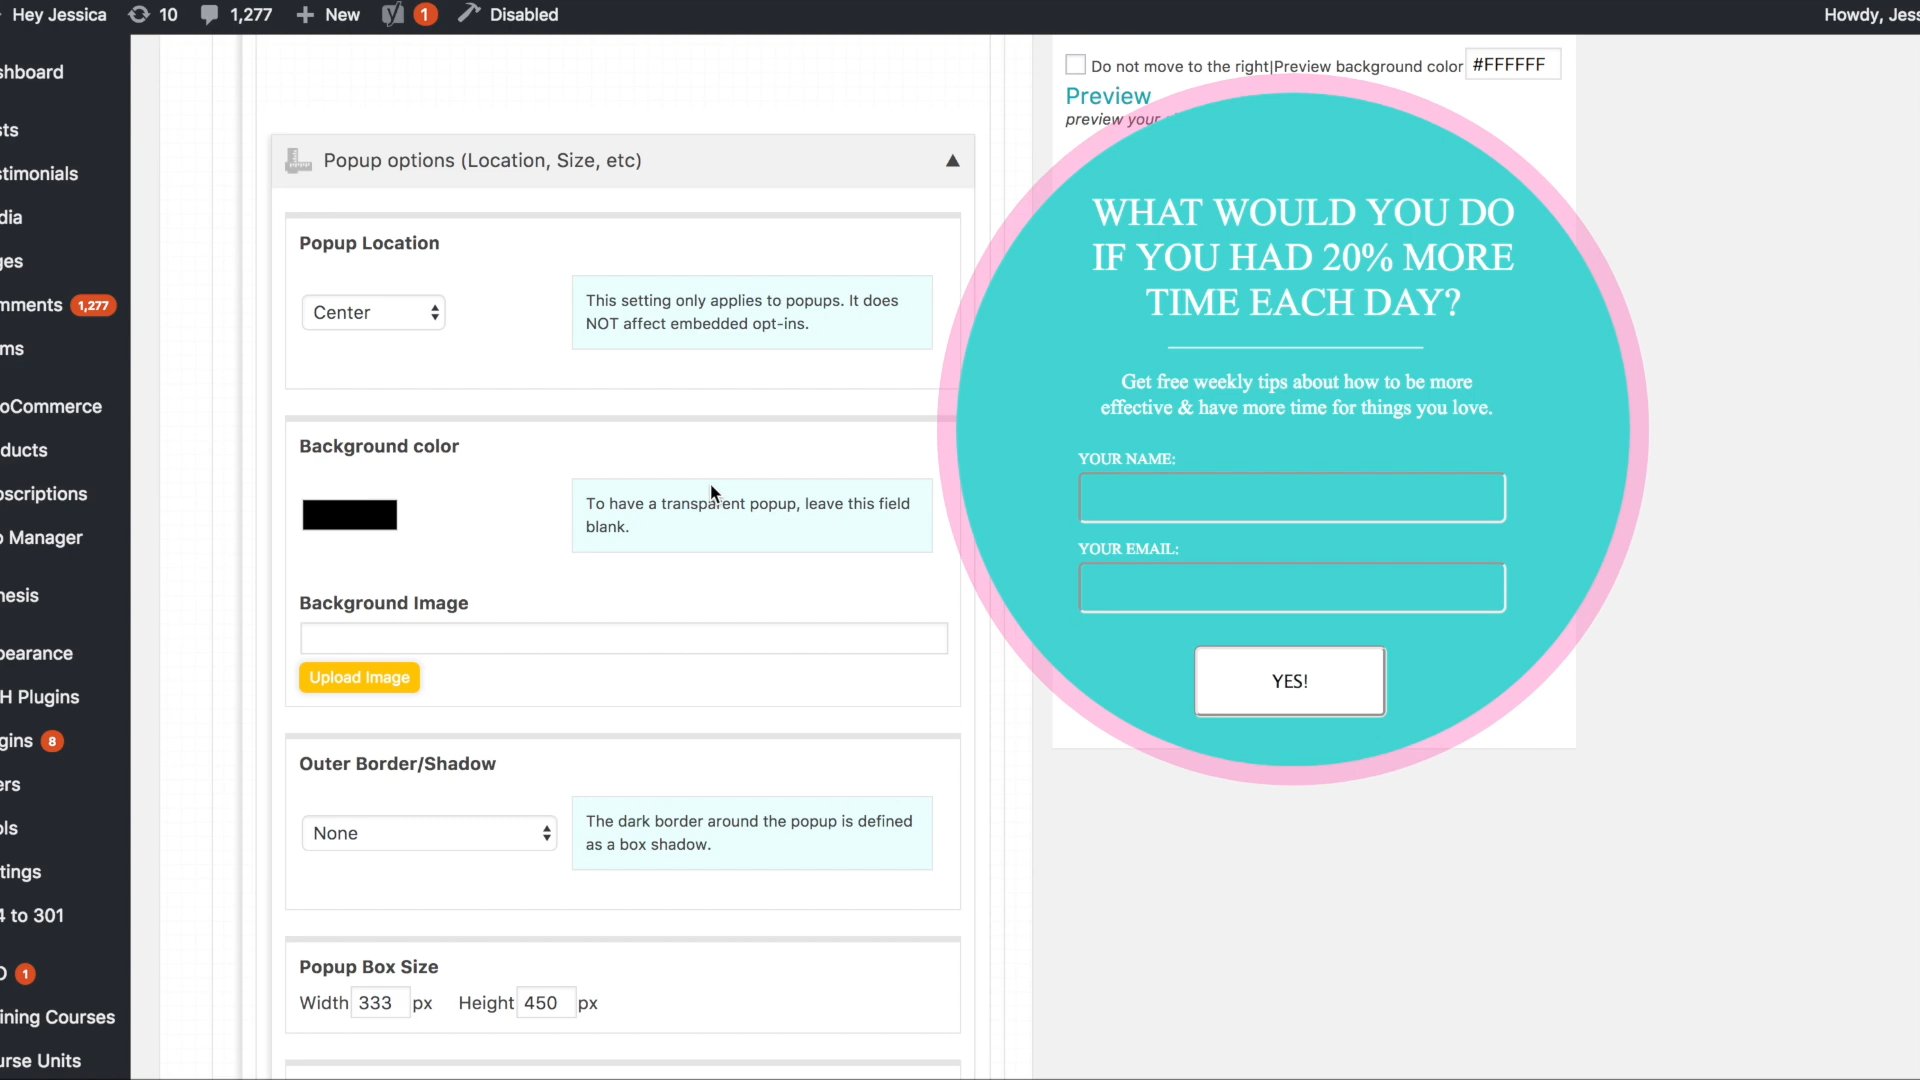 Hey Jessica 10 1,277 New 1 Disabled Howdy, Jess
shboard
sts
stimonials
dia
ges
mments 1,277
ms
oCommerce
ducts
oscriptions
o Manager
nesis
pearance
H Plugins
gins 8
ers
ols
tings
4 to 301
O 1
ining Courses
urse Units
Popup options (Location, Size, etc)
Popup Location
Center
This setting only applies to popups. It does
NOT affect embedded opt-ins.
Background color
To have a transparent popup, leave this field
blank.
Background Image
Upload Image
Outer Border/Shadow
None
The dark border around the popup is defined
as a box shadow.
Popup Box Size
Width 333 px Height 450 px
Do not move to the right|Preview background color #FFFFFF
Preview
preview your
WHAT WOULD YOU DO
IF YOU HAD 20% MORE
TIME EACH DAY?
Get free weekly tips about how to be more
effective & have more time for things you love.
YOUR NAME:
YOUR EMAIL:
YES!